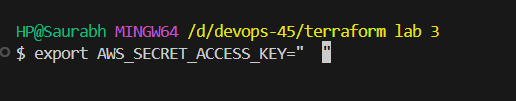 HP@Saurabh MINGW64 /d/devops-45/terraform lab 3
$ export AWS_SECRET_ACCESS_KEY="  "